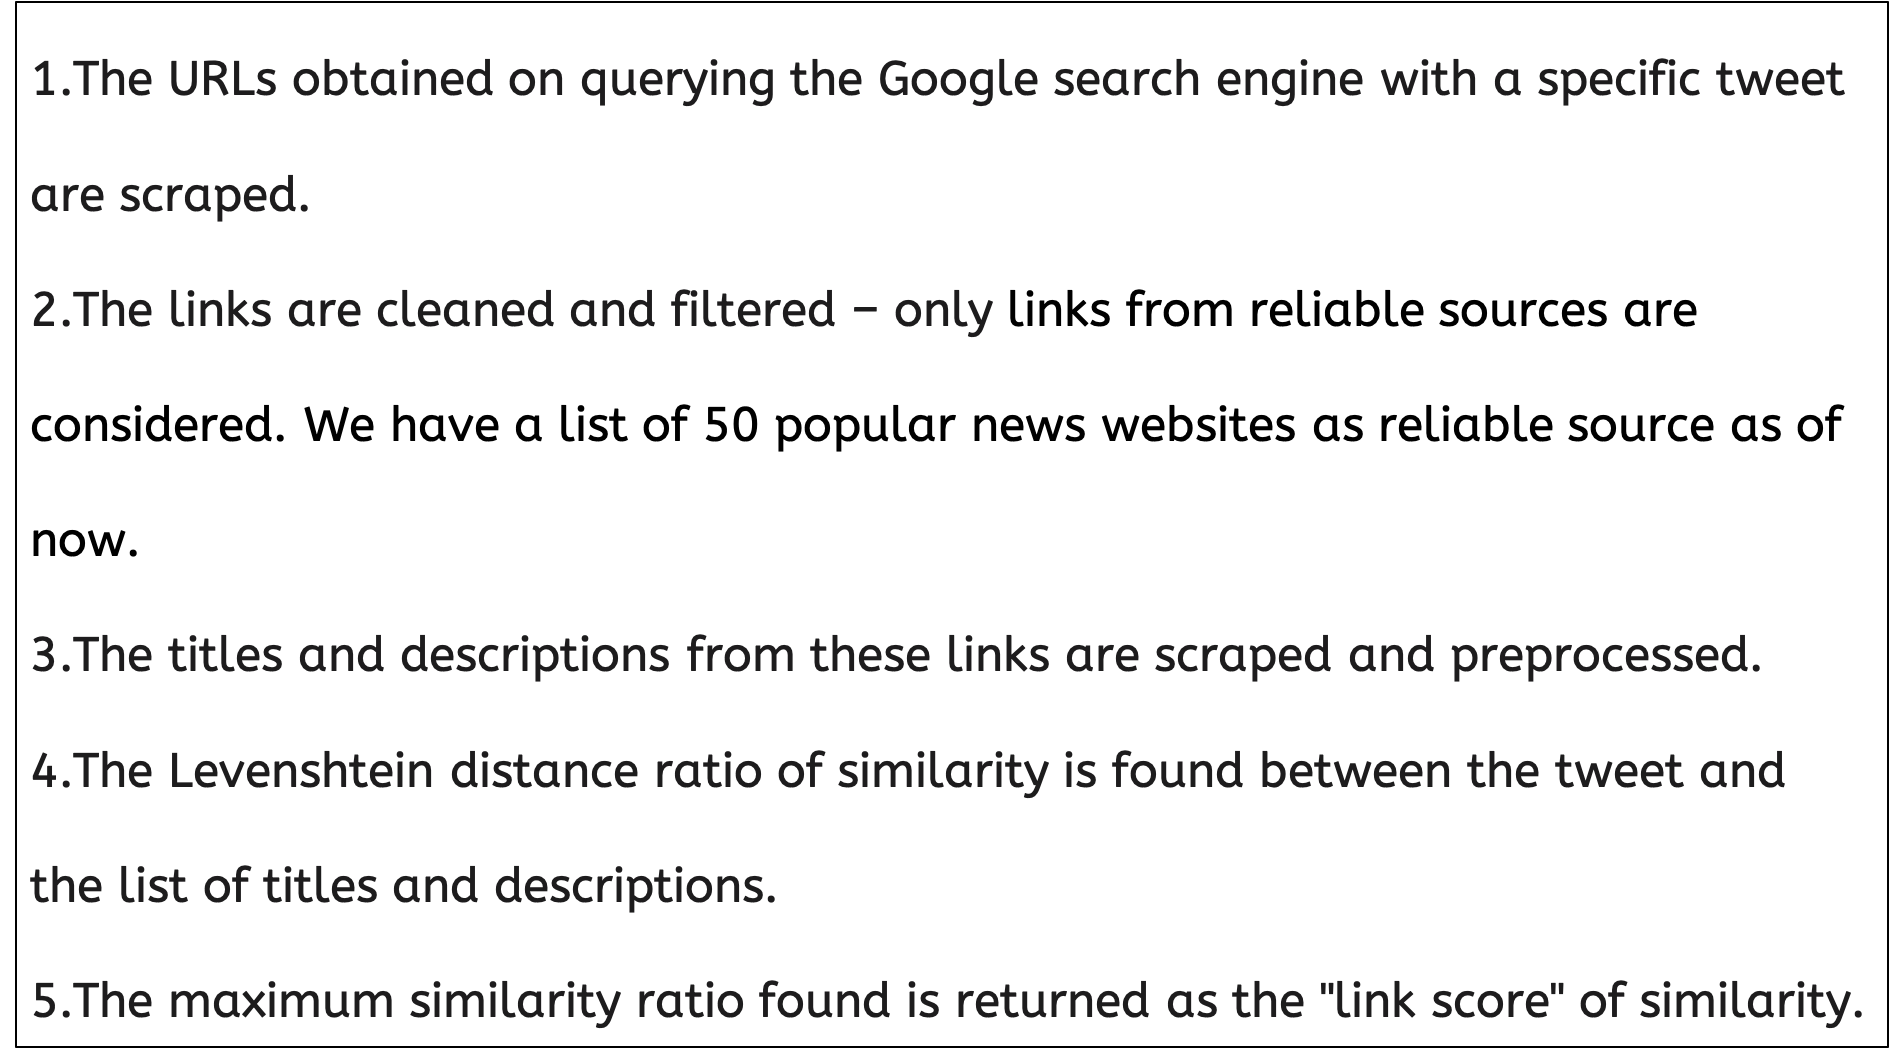 1.The URLs obtained on querying the Google search engine with a specific tweet
are scraped.
2.The links are cleaned and filtered – only links from reliable sources are
considered. We have a list of 50 popular news websites as reliable source as of
now.
3.The titles and descriptions from these links are scraped and preprocessed.
4.The Levenshtein distance ratio of similarity is found between the tweet and
the list of titles and descriptions.
5.The maximum similarity ratio found is returned as the "link score" of similarity.